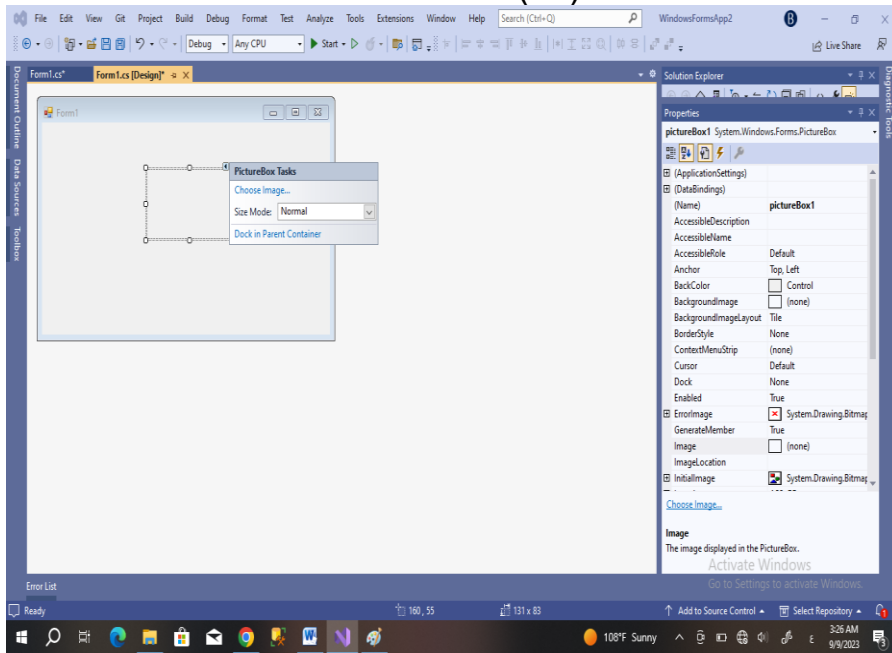 File Edit View Git Project Build Debug Format Test Analyze Tools Extensions Window Help Search (Ctrl+Q) WindowsFormsApp2 B
Debug Any CPU Start Live Share
Form1.cs* Form1.cs [Design]*
Document Outline
Data Sources
Toolbox
Form1
PictureBox Tasks
Choose Image...
Size Mode: Normal
Dock in Parent Container
Solution Explorer
Properties
pictureBox1 System.Windows.Forms.PictureBox
(ApplicationSettings)
(DataBindings)
(Name) pictureBox1
AccessibleDescription
AccessibleName
AccessibleRole Default
Anchor Top, Left
BackColor Control
BackgroundImage (none)
BackgroundImageLayout Tile
BorderStyle None
ContextMenuStrip (none)
Cursor Default
Dock None
Enabled True
ErrorImage System.Drawing.Bitmap
GenerateMember True
Image (none)
ImageLocation
InitialImage System.Drawing.Bitmap
Choose Image...
Image
The image displayed in the PictureBox.
Activate Windows
Go to Settings to activate Windows.
Diagnostic Tools
Error List
Ready 160 , 55 131 x 83 Add to Source Control Select Repository
108°F Sunny ع 3:26 AM
9/9/2023